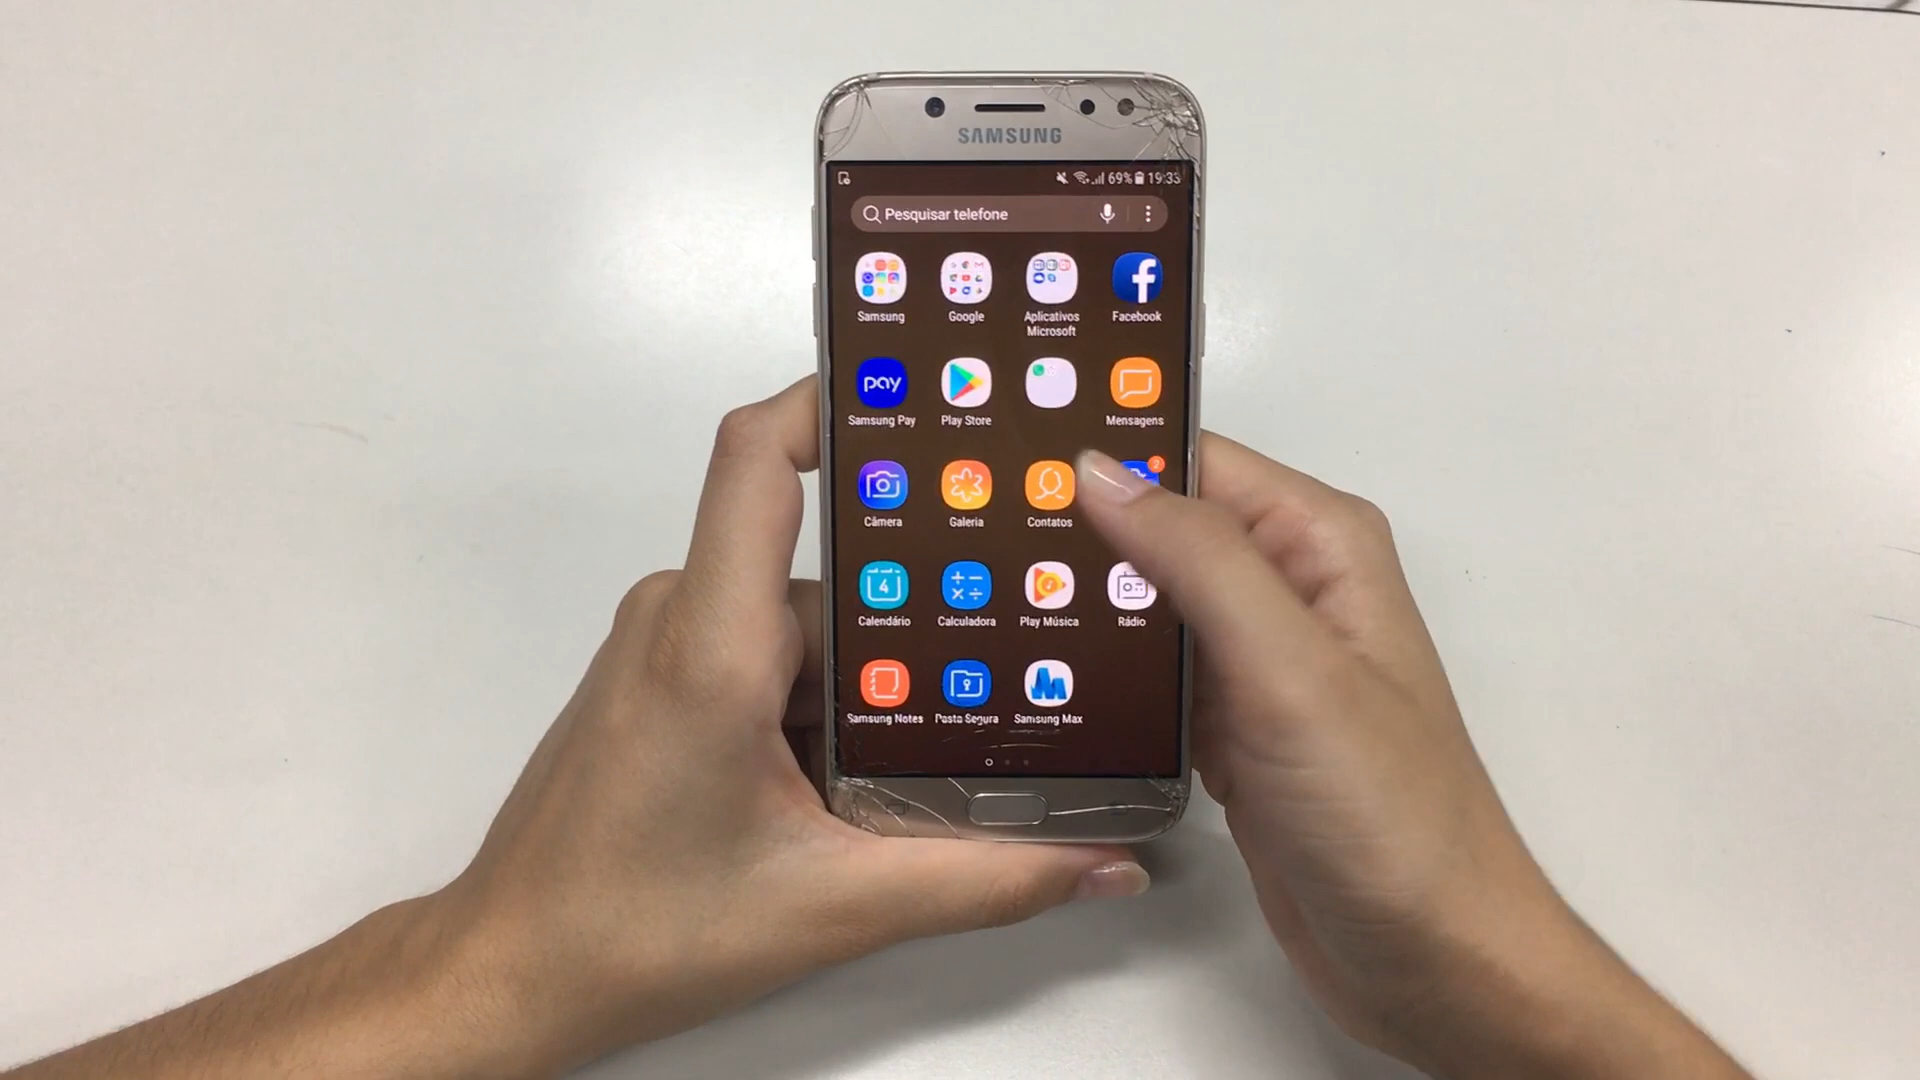 SAMSUNG
69% 19:33
Pesquisar telefone
Samsung Google Aplicativos Microsoft Facebook
pay
Samsung Pay Play Store Mensagens
2
Câmera Galeria Contatos
4
Calendário Calculadora Play Música Rádio
Samsung Notes Pasta Segura Samsung Max